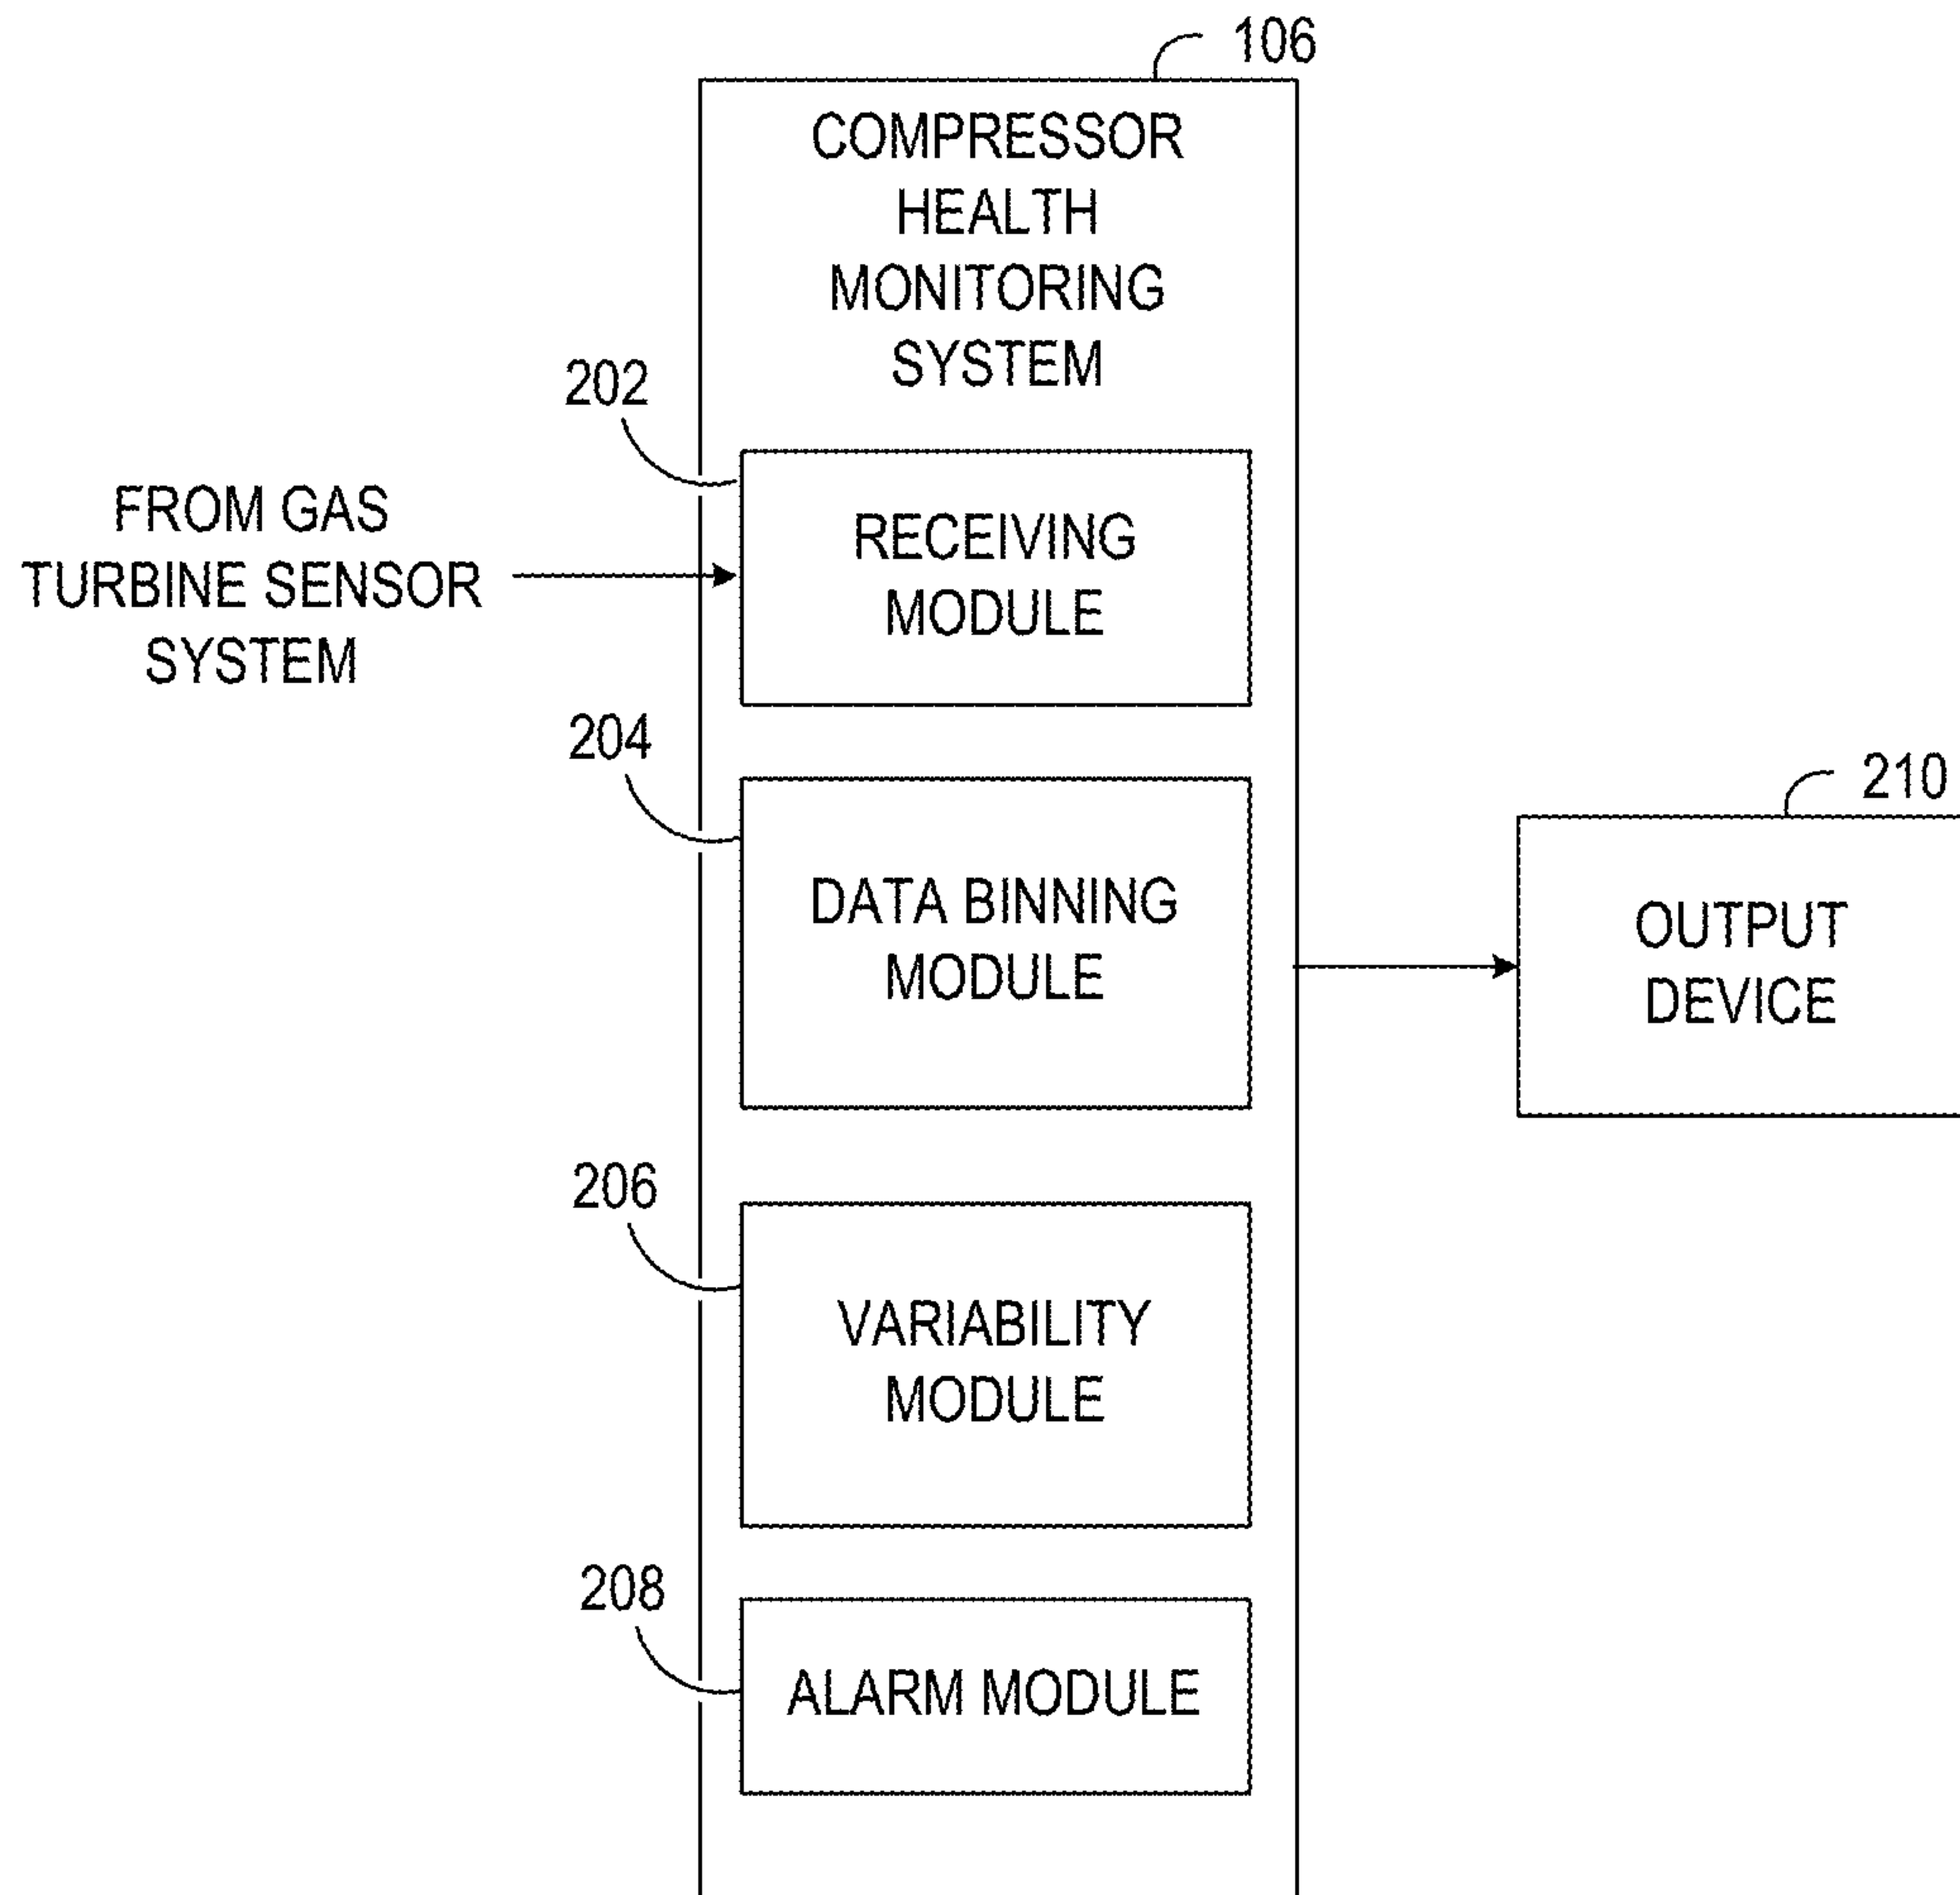 106
COMPRESSOR
HEALTH
MONITORING
SYSTEM
202
FROM GAS
TURBINE SENSOR
SYSTEM
RECEIVING
MODULE
204
DATA BINNING
MODULE
210
OUTPUT
DEVICE
206
VARIABILITY
MODULE
208
ALARM MODULE